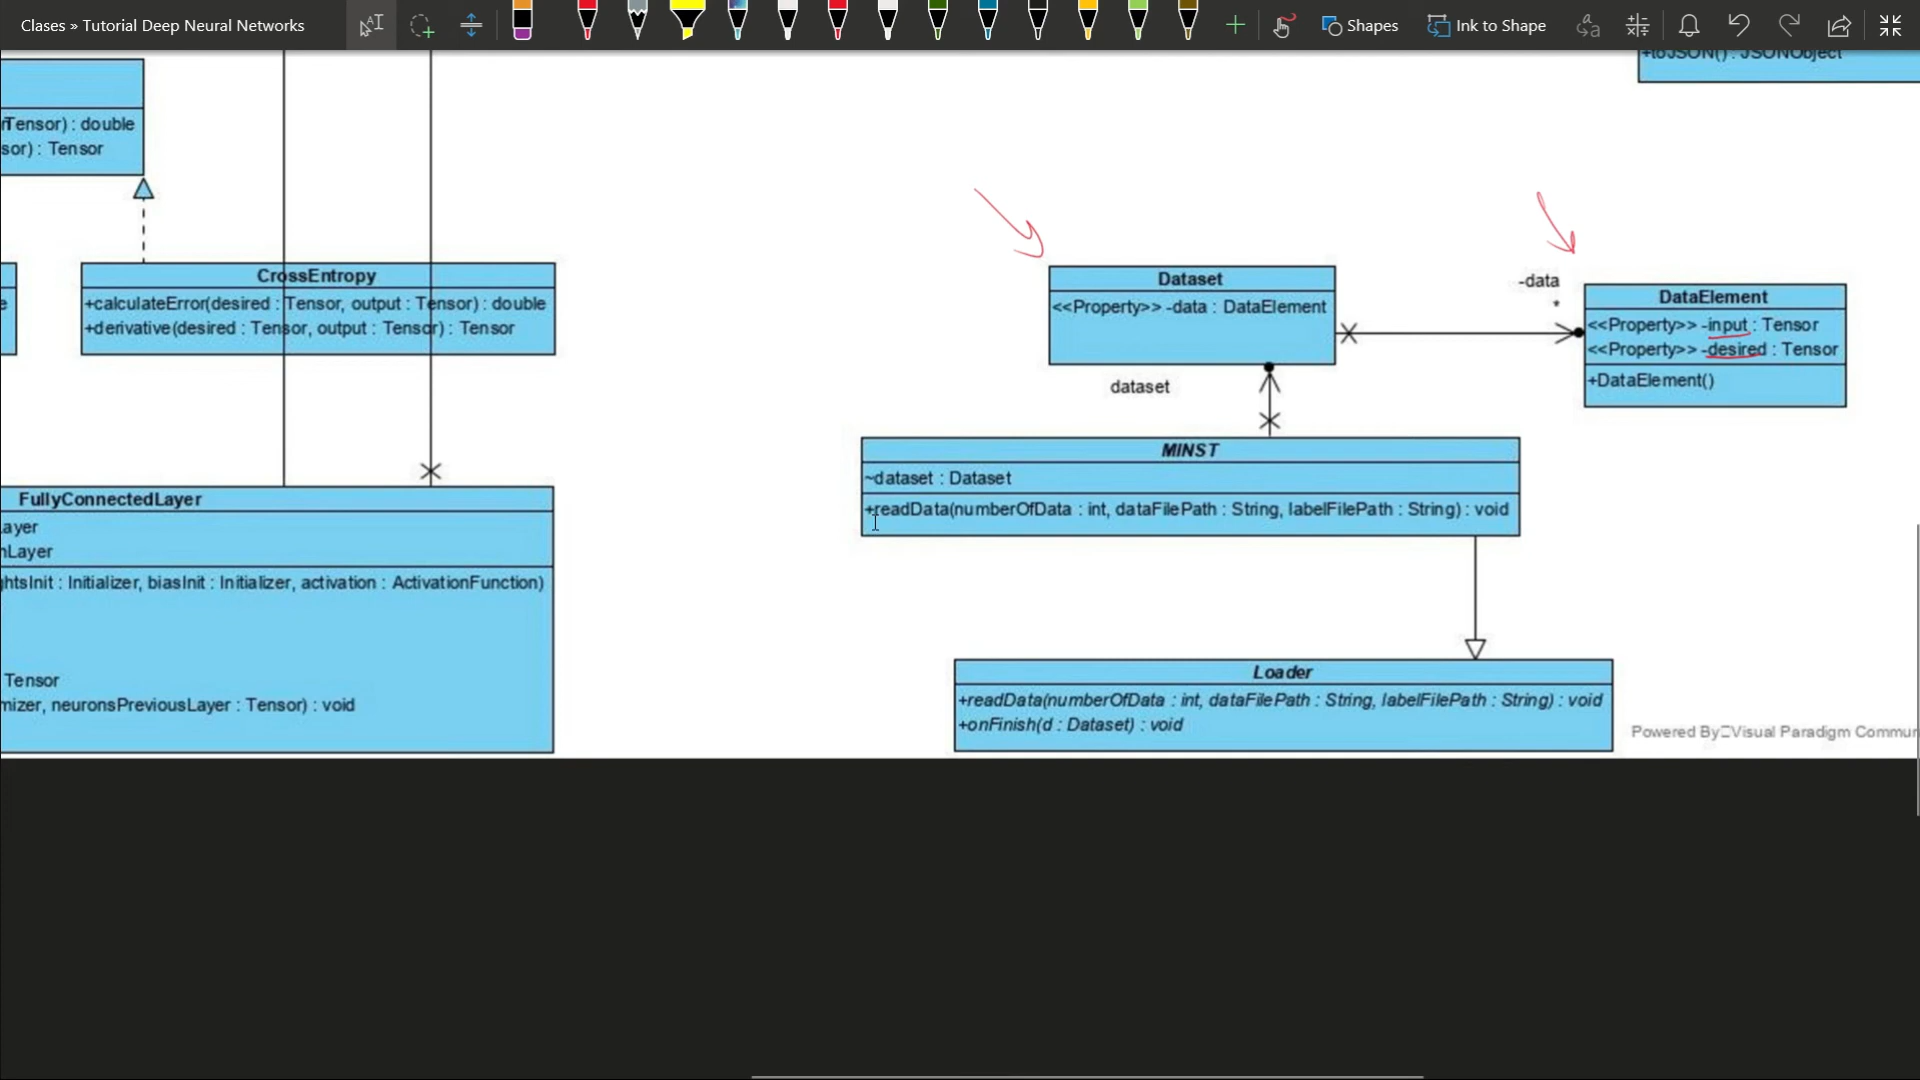 Clases » Tutorial Deep Neural Networks
Shapes
Ink to Shape
+toJSON() : JSONObject
Tensor) : double
sor) : Tensor
CrossEntropy
+calculateError(desired : Tensor, output : Tensor) : double
+derivative(desired : Tensor, output : Tensor) : Tensor
e
Dataset
<<Property>> -data : DataElement
-data
*
DataElement
<<Property>> -input : Tensor
<<Property>> -desired : Tensor
+DataElement()
dataset
MINST
~dataset : Dataset
+readData(numberOfData : int, dataFilePath : String, labelFilePath : String) : void
FullyConnectedLayer
ayer
nLayer
htsInit : Initializer, biasInit : Initializer, activation : ActivationFunction)
Tensor
mizer, neuronsPreviousLayer : Tensor) : void
Loader
+readData(numberOfData : int, dataFilePath : String, labelFilePath : String) : void
+onFinish(d : Dataset) : void
Powered By Visual Paradigm Commun